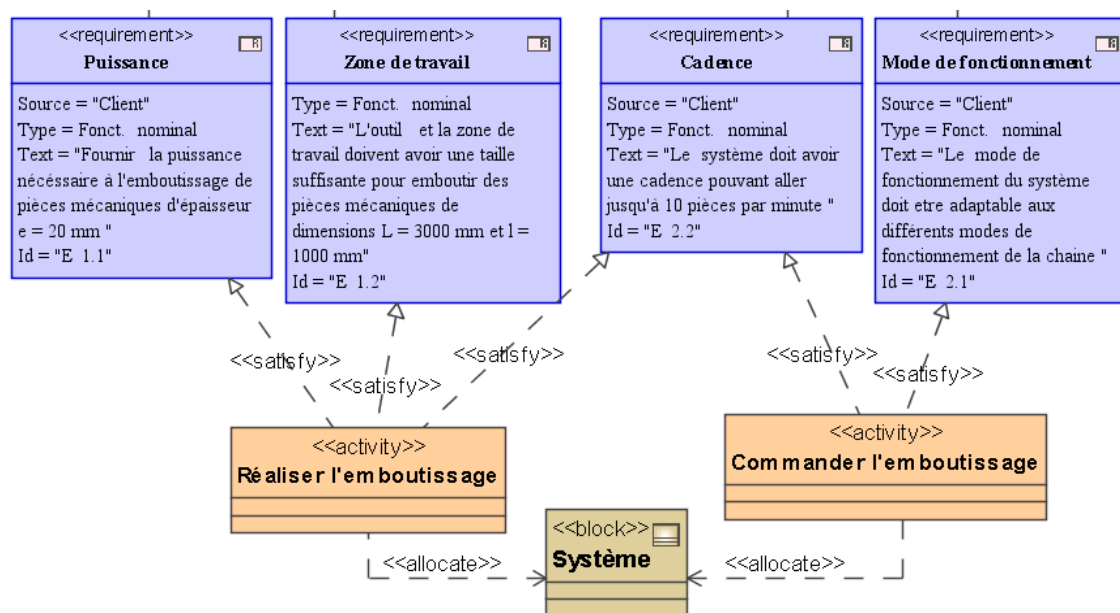 <<requirement>>
Puissance
Source = "Client"
Type = Fonct. nominal
Text = "Fournir la puissance
nécéssaire à l'emboutissage de
pièces mécaniques d'épaisseur
e = 20 mm "
Id = "E 1.1"
<<requirement>>
Zone de travail
Type = Fonct. nominal
Text = "L'outil et la zone de
travail doivent avoir une taille
suffisante pour emboutir des
pièces mécaniques de
dimensions L = 3000 mm et l =
1000 mm"
Id = "E 1.2"
<<requirement>>
Cadence
Source = "Client"
Type = Fonct. nominal
Text = "Le système doit avoir
une cadence pouvant aller
jusqu'à 10 pièces par minute "
Id = "E 2.2"
<<requirement>>
Mode de fonctionnement
Source = "Client"
Type = Fonct. nominal
Text = "Le mode de
fonctionnement du système
doit etre adaptable aux
différents modes de
fonctionnement de la chaine "
Id = "E 2.1"
<<satisfy>>
<<satisfy>>
<<satisfy>>
<<satisfy>>
<<satisfy>>
<<activity>>
Réaliser l'emboutissage
<<activity>>
Commander l'emboutissage
<<block>>
Système
<<allocate>>
<<allocate>>